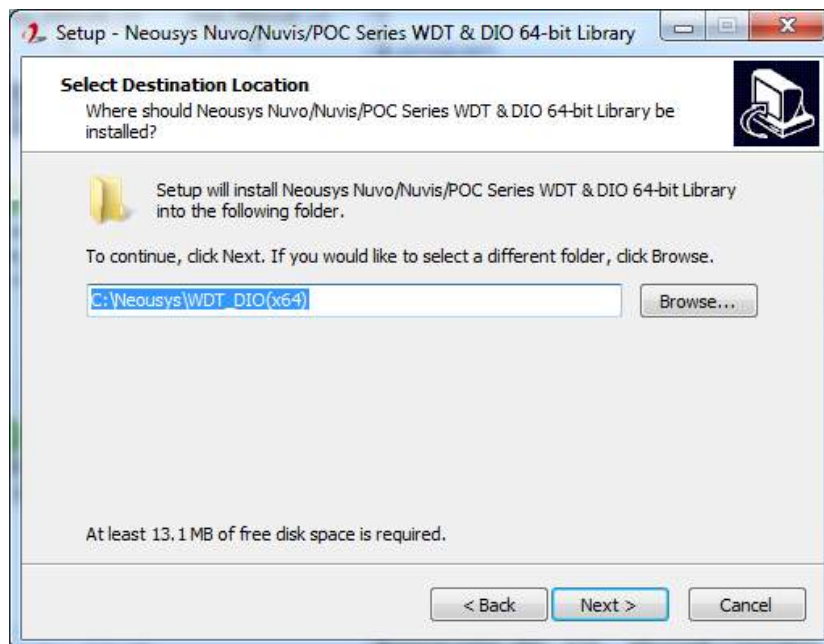 Setup - Neousys Nuvo/Nuvis/POC Series WDT & DIO 64-bit Library
Select Destination Location
Where should Neousys Nuvo/Nuvis/POC Series WDT & DIO 64-bit Library be
installed?
Setup will install Neousys Nuvo/Nuvis/POC Series WDT & DIO 64-bit Library
into the following folder.
To continue, click Next. If you would like to select a different folder, click Browse.
C:\Neousys\WDT_DIO(x64)
Browse...
At least 13.1 MB of free disk space is required.
< Back
Next >
Cancel